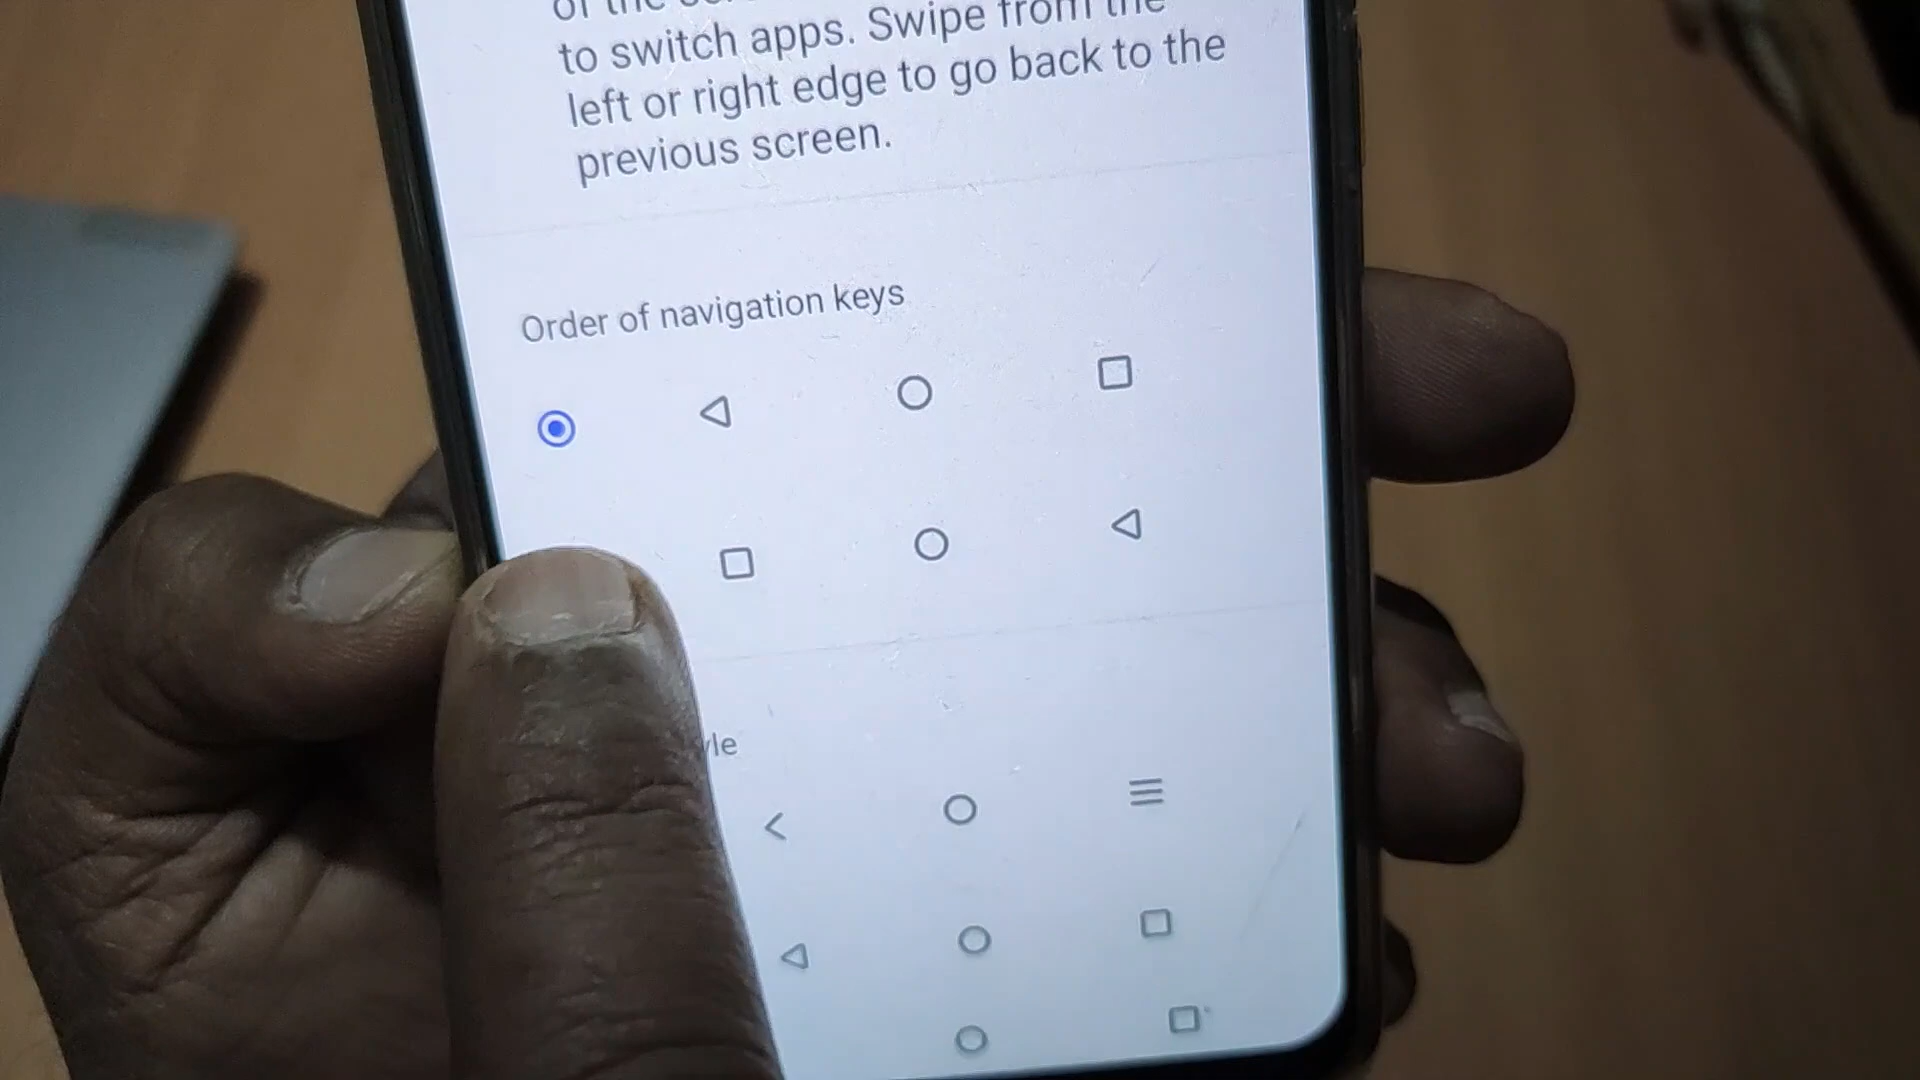 to switch apps. Swipe from the
left or right edge to go back to the
previous screen.
Order of navigation keys